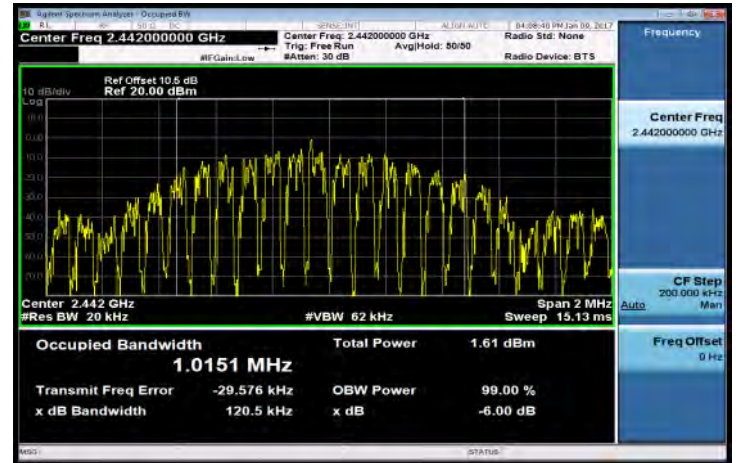 Agilent Spectrum Analyzer - Occupied BW
RL RF 50 Ω DC SENSE:INT ALIGN AUTO 04:08:40 PM Jan 09, 2017
Center Freq 2.442000000 GHz
Center Freq: 2.442000000 GHz
Radio Std: None
Trig: Free Run Avg|Hold: 50/50
#IFGain:Low #Atten: 30 dB
Radio Device: BTS
Ref Offset 10.5 dB
10 dB/div Ref 20.00 dBm
Log
Center 2.442 GHz Span 2 MHz
#Res BW 20 kHz #VBW 62 kHz Sweep 15.13 ms
Occupied Bandwidth Total Power 1.61 dBm
1.0151 MHz
Transmit Freq Error -29.576 kHz OBW Power 99.00 %
x dB Bandwidth 120.5 kHz x dB -6.00 dB
MSG STATUS
Frequency
Center Freq
2.442000000 GHz
CF Step
200.000 kHz
Auto Man
Freq Offset
0 Hz